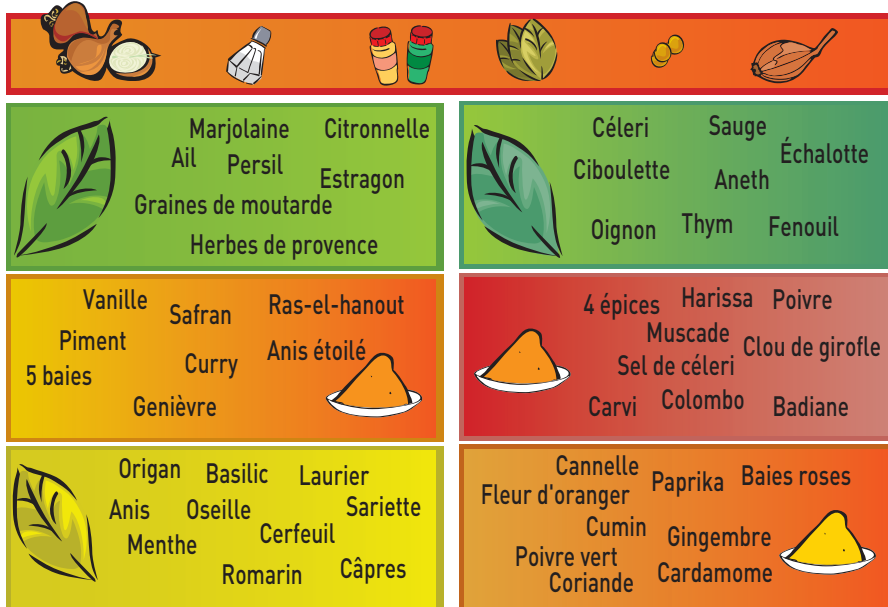 Marjolaine Citronnelle
Ail Persil
Estragon
Graines de moutarde
Herbes de provence
Céleri Sauge
Échalotte
Ciboulette Aneth
Oignon Thym Fenouil
Vanille Safran Ras-el-hanout
Piment
Curry Anis étoilé
5 baies
Genièvre
4 épices Harissa Poivre
Muscade
Clou de girofle
Sel de céleri
Carvi Colombo Badiane
Origan Basilic Laurier
Anis Oseille Sariette
Menthe Cerfeuil
Romarin Câpres
Cannelle
Fleur d'oranger Paprika Baies roses
Cumin Gingembre
Poivre vert
Coriande Cardamome